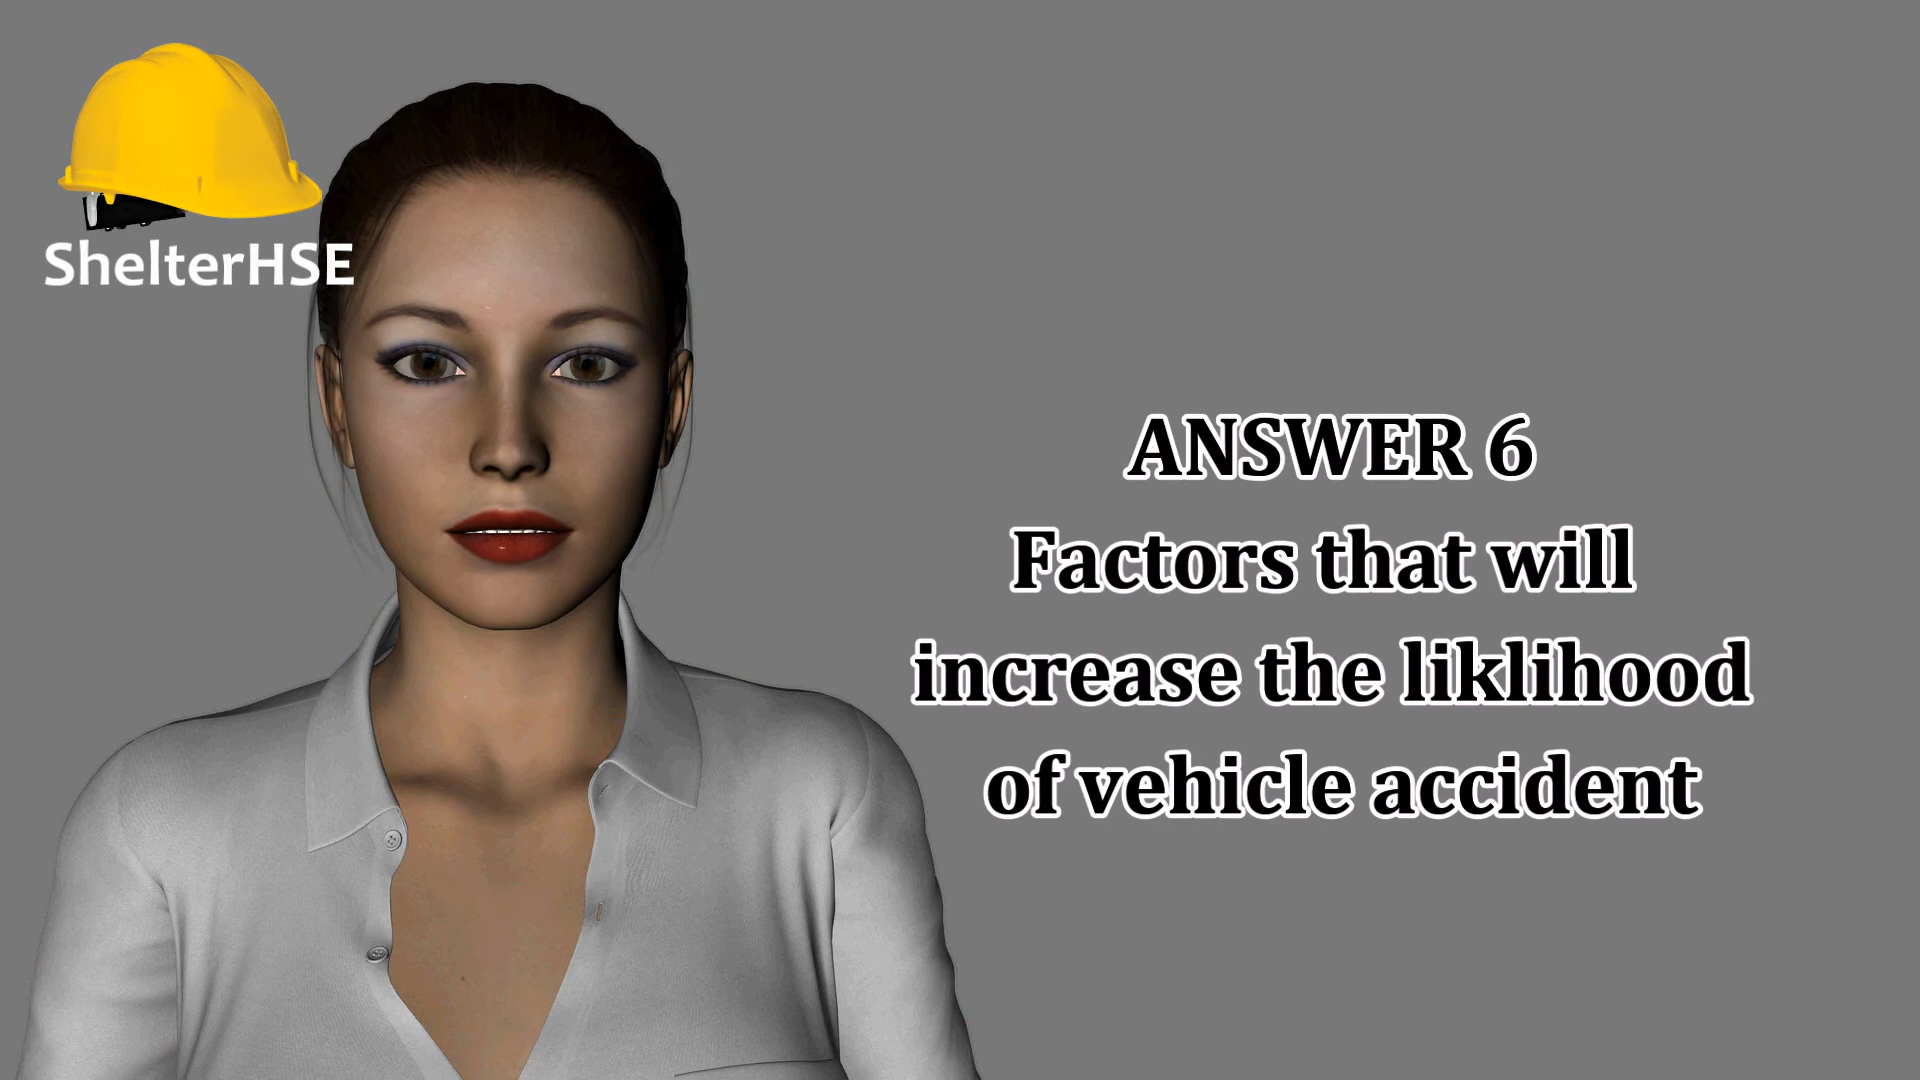 ShelterHSE
ANSWER 6
Factors that will
increase the liklihood
of vehicle accident